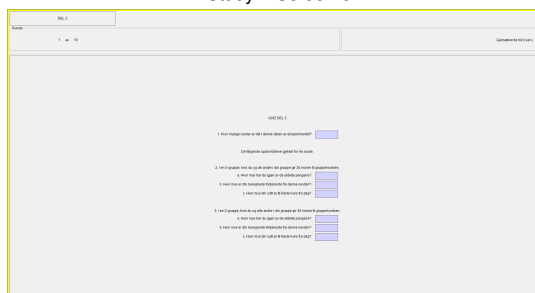 DEL 3
Runde
1 av 10
Gjenværende tid [sek]:
QUIZ DEL 3
1. Hvor mange runder er det i denne delen av eksperimentet?
De følgende spørsmålene gjelder for én runde.
2. I en X-gruppe, hvis du og de andre i din gruppe gir 30 kroner til gruppekontoen,
a. Hvor mye har du igjen av de utdelte pengene?
b. Hvor mye er din beregnede fortjeneste fra denne runden?
c. Hvor mye blir satt av til Røde Kors fra deg?
3. I en Z-gruppe, hvis du og alle andre i din gruppe gir 30 kroner til gruppekontoen,
a. Hvor mye har du igjen av de utdelte pengene?
b. Hvor mye er din beregnede fortjeneste fra denne runden?
c. Hvor mye blir satt av til Røde Kors fra deg?